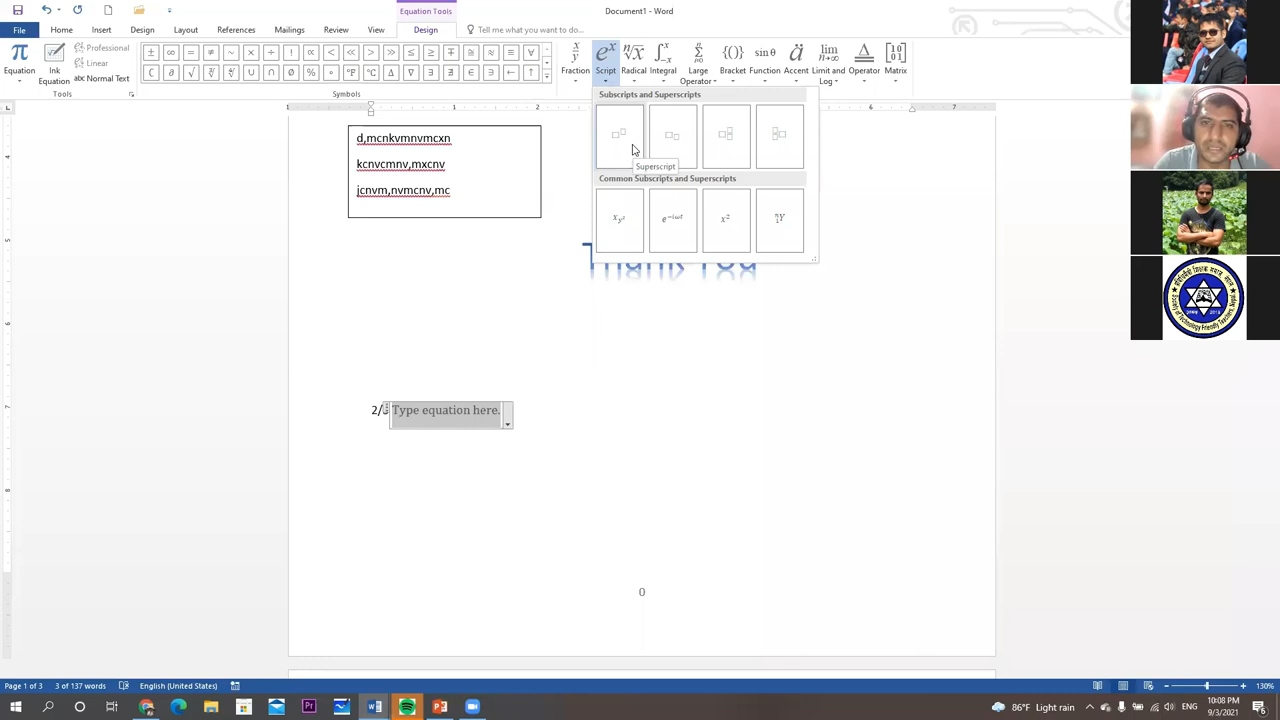 Document1 - Word
Equation Tools
File
Home
Insert
Design
Layout
References
Mailings
Review
View
Design
Tell me what you want to do...
Equation
Ink
Equation
Professional
Linear
abc Normal Text
Tools
Symbols
Fraction
Script
Radical
Integral
Large
Operator
Bracket
Function
Accent
Limit and
Log
Operator
Matrix
Subscripts and Superscripts
Superscript
Common Subscripts and Superscripts
d,mcnkvmnvmcxn
kcnvcmnv,mxcnv
jcnvm,nvmcnv,mc
Thank You
2/
Type equation here.
0
Page 1 of 3
3 of 137 words
English (United States)
130%
86°F
Light rain
10:08 PM
9/3/2021